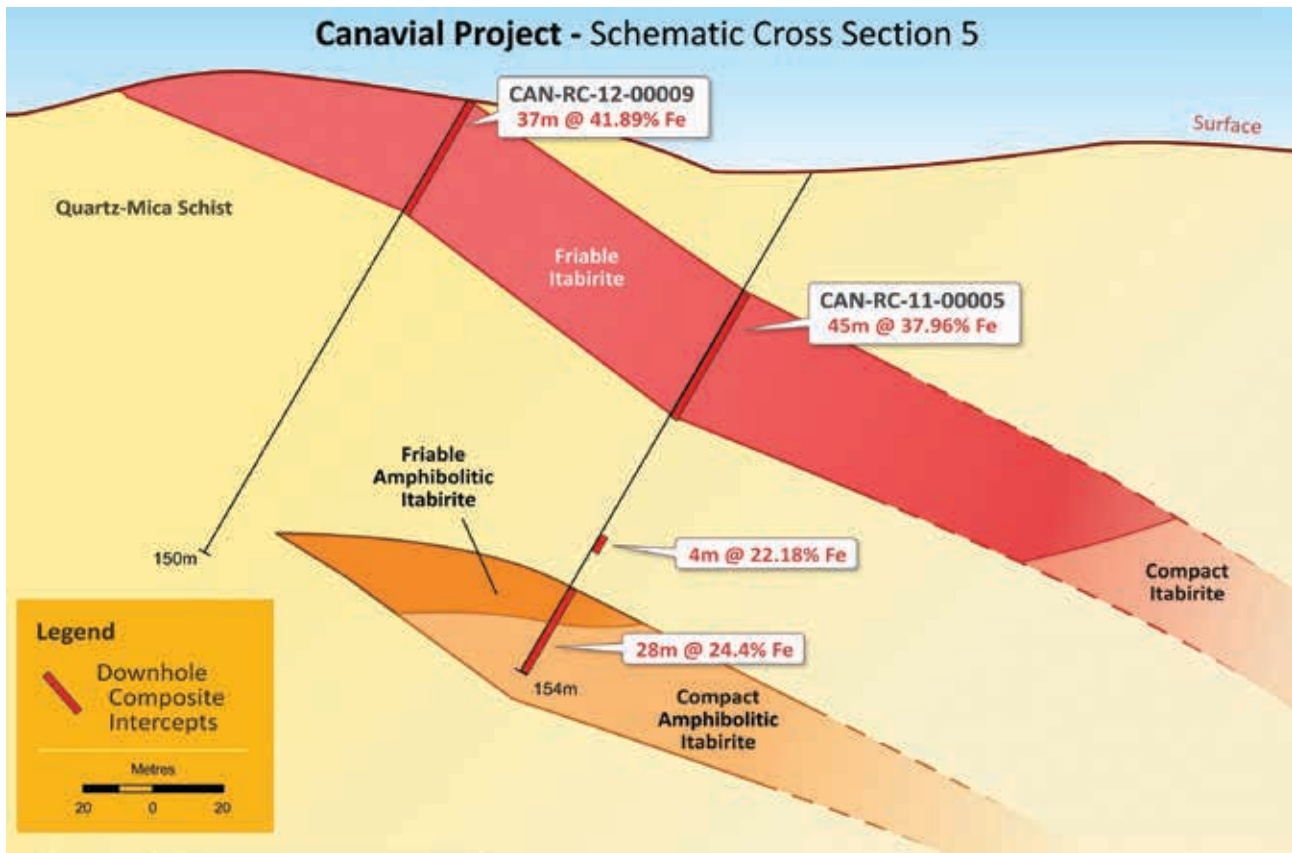 Canavial Project - Schematic Cross Section 5
CAN-RC-12-00009
37m @ 41.89% Fe
Surface
Quartz-Mica Schist
Friable
Itabirite
CAN-RC-11-00005
45m @ 37.96% Fe
Friable
Amphibolitic
Itabirite
150m
4m @ 22.18% Fe
Compact
Itabirite
28m @ 24.4% Fe
154m
Compact
Amphibolitic
Itabirite
Legend
Downhole
Composite
Intercepts
Metres
20 0 20